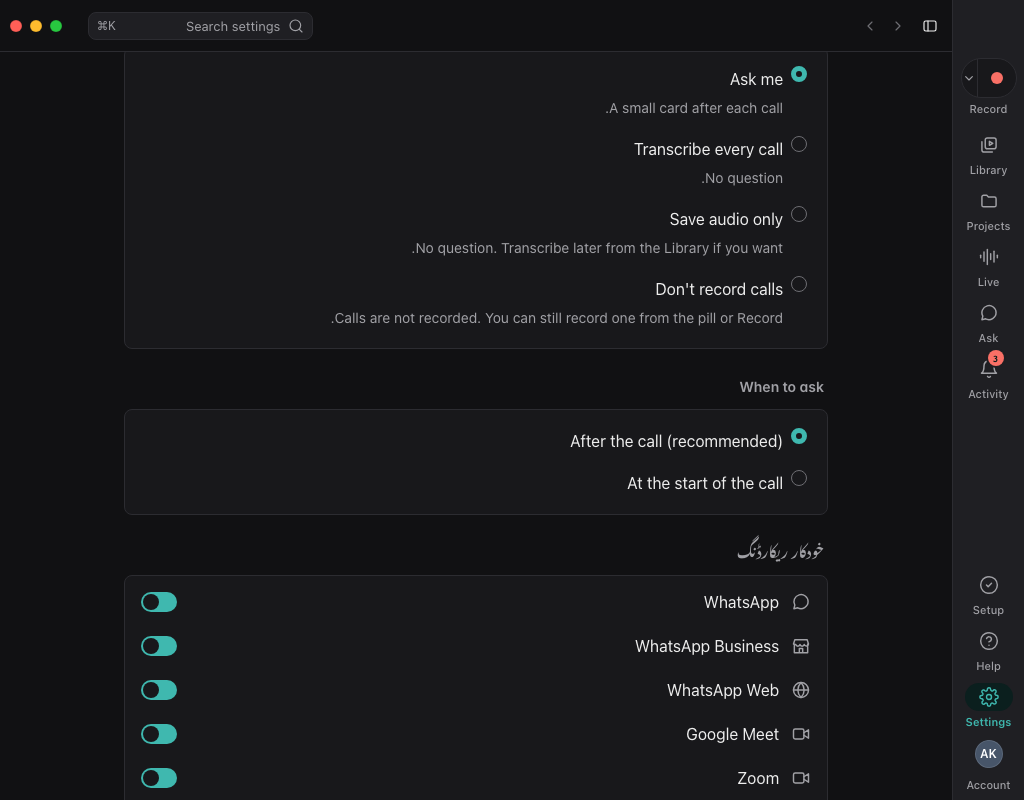 ⌘K
Search settings
Ask me
.A small card after each call
Transcribe every call
.No question
Save audio only
.No question. Transcribe later from the Library if you want
Don't record calls
.Calls are not recorded. You can still record one from the pill or Record
When to ask
After the call (recommended)
At the start of the call
خودکار ریکارڈنگ
WhatsApp
WhatsApp Business
WhatsApp Web
Google Meet
Zoom
Record
Library
Projects
Live
Ask
3
Activity
Setup
Help
Settings
AK
Account